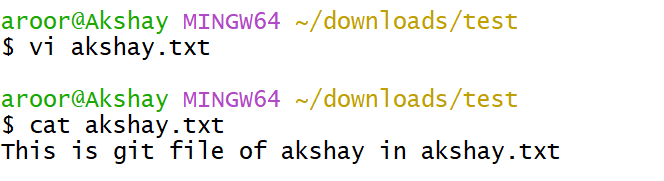 aroor@Akshay MINGW64 ~/downloads/test
$ vi akshay.txt
aroor@Akshay MINGW64 ~/downloads/test
$ cat akshay.txt
This is git file of akshay in akshay.txt